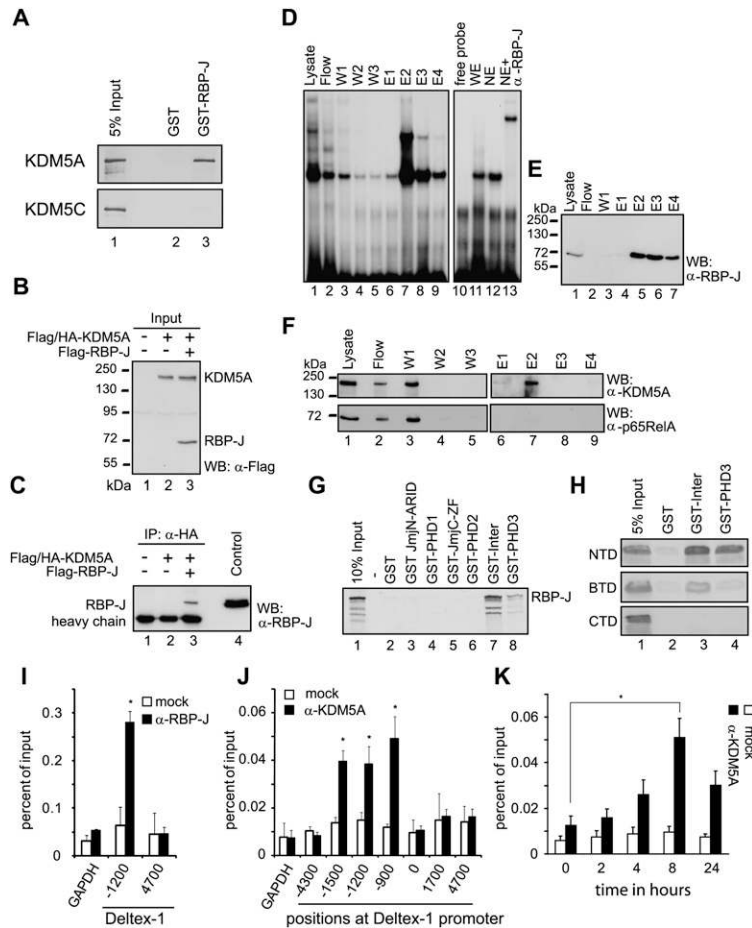 A
5% Input
GST
GST-RBP-J
KDM5A
KDM5C
1 2 3
B
Input
Flag/HA-KDM5A - + +
Flag-RBP-J - - +
250
130
95
72
55
kDa
KDM5A
RBP-J
WB: α-Flag
1 2 3
C
IP: α-HA
Control
Flag/HA-KDM5A - + +
Flag-RBP-J - - +
RBP-J
heavy chain
WB:
α-RBP-J
1 2 3 4
D
Lysate
Flow
W1
W2
W3
E1
E2
E3
E4
free probe
WE
NE
NE+
α-RBP-J
1 2 3 4 5 6 7 8 9 10 11 12 13
E
Lysate
Flow
W1
E1
E2
E3
E4
kDa
250
130
72
55
WB:
α-RBP-J
1 2 3 4 5 6 7
F
Lysate
Flow
W1
W2
W3
E1
E2
E3
E4
kDa
250
130
WB:
α-KDM5A
72
WB:
α-p65RelA
1 2 3 4 5 6 7 8 9
G
10% Input
-
GST
GST JmjN-ARID
GST-PHD1
GST-JmjC-ZF
GST-PHD2
GST-Inter
GST-PHD3
RBP-J
1 2 3 4 5 6 7 8
H
5% Input
GST
GST-Inter
GST-PHD3
NTD
BTD
CTD
1 2 3 4
I
mock
α-RBP-J
*
percent of input
0.3
0.2
0.1
0
GAPDH
-1200
4700
Deltex-1
J
mock
α-KDM5A
* * *
percent of input
0.06
0.04
0.02
0
GAPDH
-4300
-1500
-1200
-900
0
1700
4700
positions at Deltex-1 promoter
K
*
mock
α-KDM5A
percent of input
0.06
0.04
0.02
0
0 2 4 8 24
time in hours